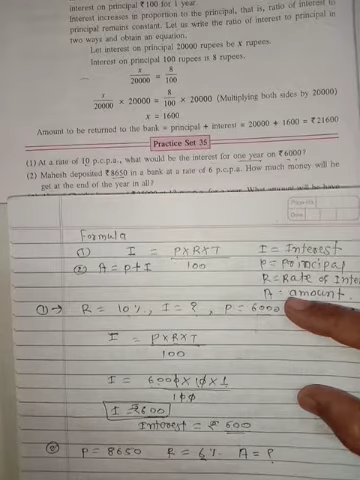 interest on principal ₹100 for 1 year.
Interest increases in proportion to the principal, that is, ratio of interest to
principal remains constant. Let us write the ratio of interest to principal in
two ways and obtain an equation.
Let interest on principal 20000 rupees be x rupees.
Interest on principal 100 rupees is 8 rupees.
x/20000 = 8/100
x/20000 × 20000 = 8/100 × 20000 (Multiplying both sides by 20000)
x = 1600
Amount to be returned to the bank = principal + interest = 20000 + 1600 = ₹21600
Practice Set 35
(1) At a rate of 10 p.c.p.a., what would be the interest for one year on ₹6000?
(2) Mahesh deposited ₹8650 in a bank at a rate of 6 p.c.p.a. How much money will he
get at the end of the year in all?
Page No.
Date
Formula
(1) I = P×R×T/100 I = Interest
(2) A = P+I P = Principal
R = Rate of Inte
A = amount.
(1)→ R = 10%, I = ?, P = 6000
I = P×R×T/100
I = 6000×10×1/100
I = ₹600
Interest = ₹ 600
(2) P = 8650 R = 6% A = ?